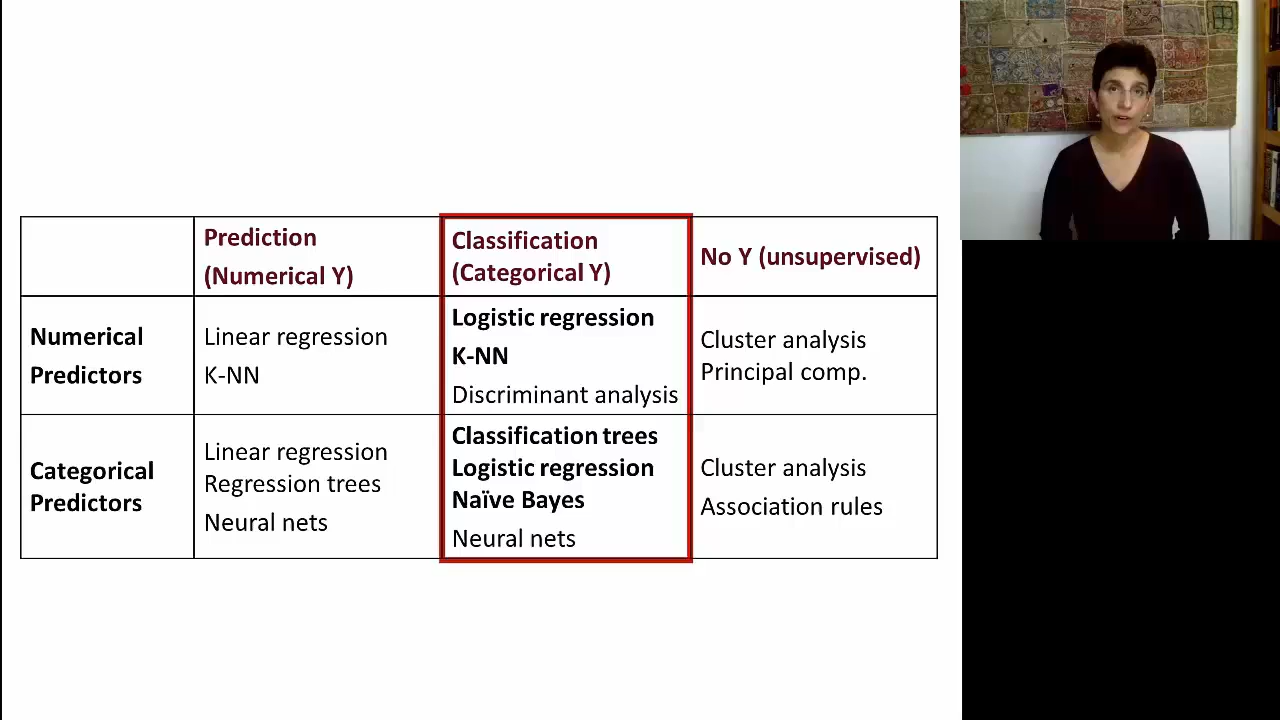 Prediction
(Numerical Y)
Classification
(Categorical Y)
No Y (unsupervised)
Numerical
Predictors
Linear regression
K-NN
Logistic regression
K-NN
Discriminant analysis
Cluster analysis
Principal comp.
Categorical
Predictors
Linear regression
Regression trees
Neural nets
Classification trees
Logistic regression
Naïve Bayes
Neural nets
Cluster analysis
Association rules